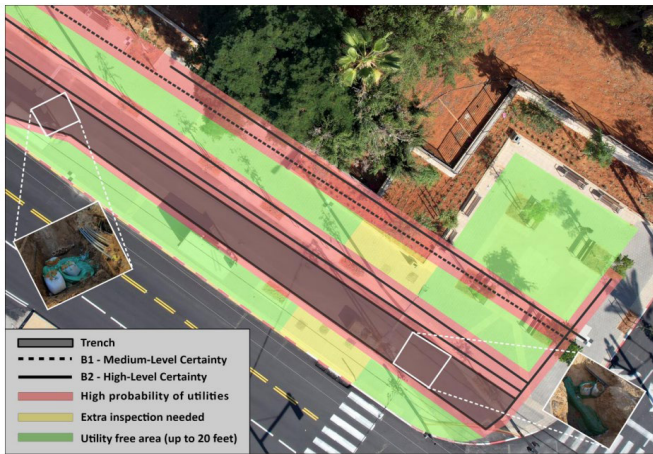 Trench
B1 - Medium-Level Certainty
B2 - High-Level Certainty
High probability of utilities
Extra inspection needed
Utility free area (up to 20 feet)